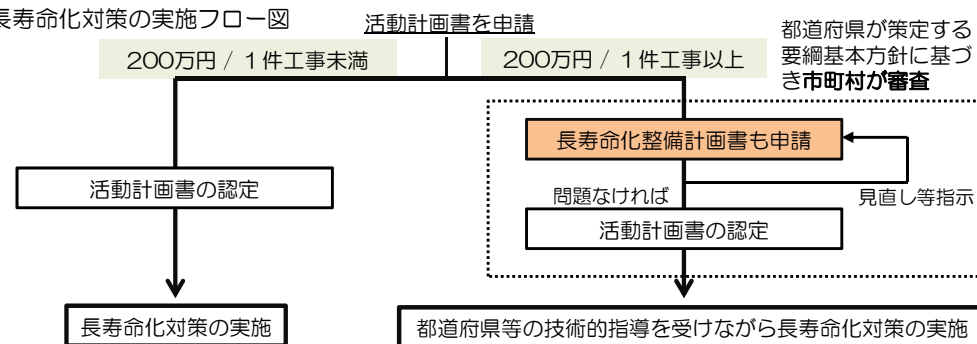 長寿命化対策の実施フロー図
活動計画書を申請
200万円 / 1件工事未満
200万円 / 1件工事以上
都道府県が策定する
要綱基本方針に基づ
き市町村が審査
長寿命化整備計画書も申請
活動計画書の認定
問題なければ
見直し等指示
活動計画書の認定
長寿命化対策の実施
都道府県等の技術的指導を受けながら長寿命化対策の実施